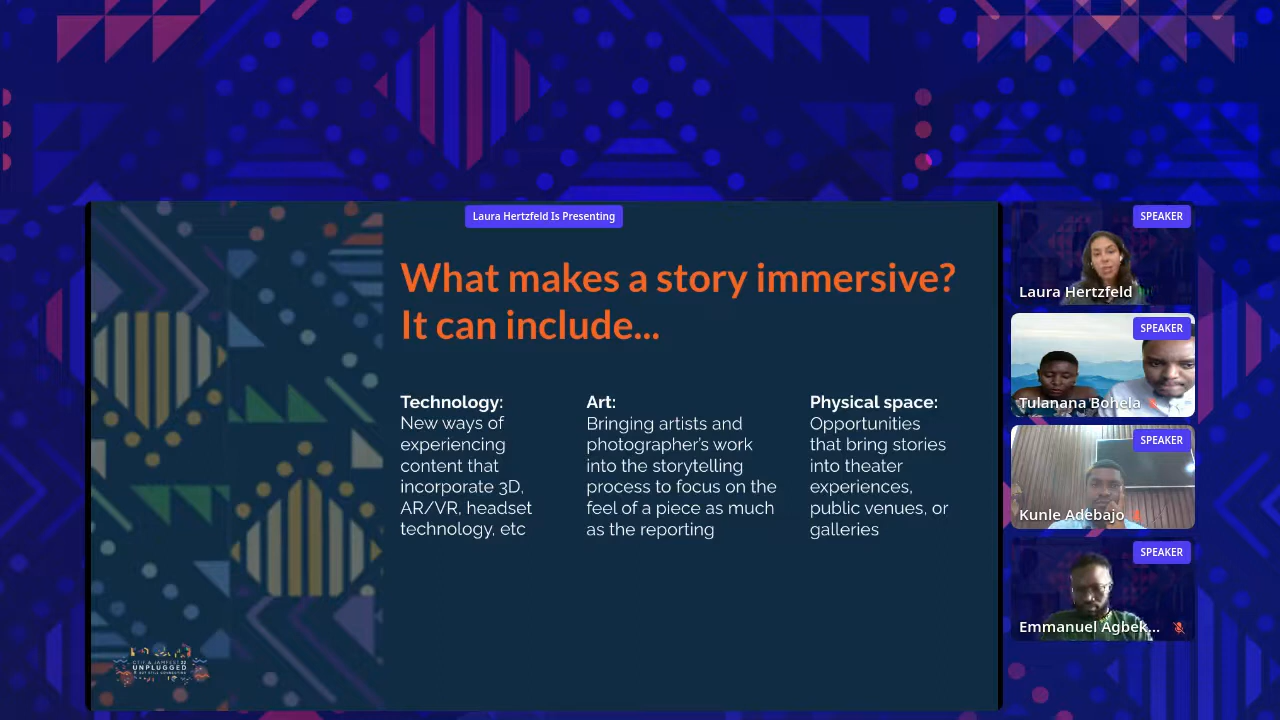 Laura Hertzfeld Is Presenting
What makes a story immersive?
It can include...
Technology:
New ways of
experiencing
content that
incorporate 3D,
AR/VR, headset
technology, etc
Art:
Bringing artists and
photographer's work
into the storytelling
process to focus on the
feel of a piece as much
as the reporting
Physical space:
Opportunities
that bring stories
into theater
experiences,
public venues, or
galleries
SPEAKER
Laura Hertzfeld
SPEAKER
Tulanana Bohela
SPEAKER
Kunle Adebajo
SPEAKER
Emmanuel Agbek...
UNPLUGGED